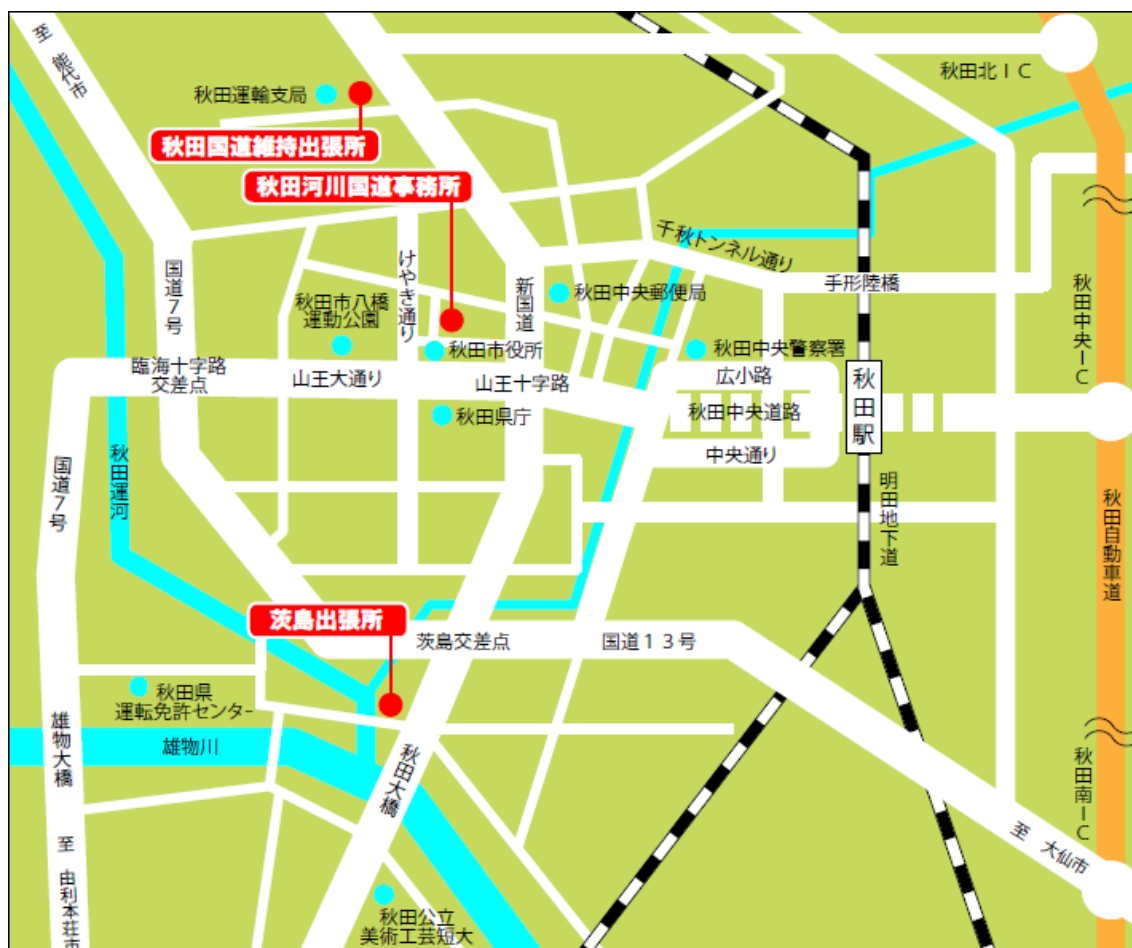 至 能代市
秋田運輸支局
秋田国道維持出張所
秋田河川国道事務所
秋田北ＩＣ
千秋トンネル通り
手形陸橋
国道７号
けやき通り
新国道
秋田中央郵便局
秋田市八橋
運動公園
秋田市役所
秋田中央警察署
秋田中央ＩＣ
臨海十字路
交差点
山王大通り
山王十字路
広小路
秋田駅
秋田県庁
秋田中央道路
中央通り
国道７号
秋田運河
明田地下道
秋田自動車道
茨島出張所
茨島交差点
国道１３号
秋田県
運転免許センター
雄物川
雄物大橋
秋田大橋
秋田南ＩＣ
至 大仙市
至 由利本荘市
秋田公立
美術工芸短大